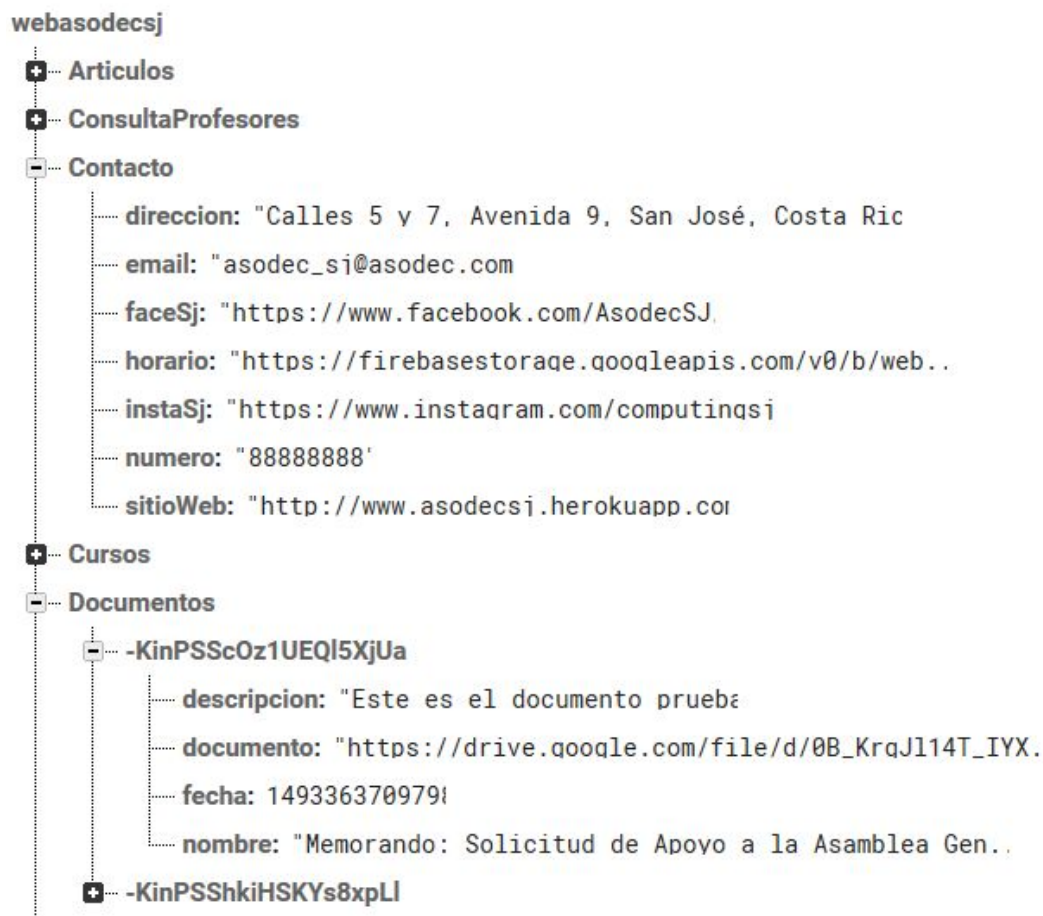 webasodecsj
Articulos
ConsultaProfesores
Contacto
direccion: "Calles 5 y 7, Avenida 9, San José, Costa Ric
email: "asodec_sj@asodec.com
faceSj: "https://www.facebook.com/AsodecSJ
horario: "https://firebasestorage.googleapis.com/v0/b/web..
instaSj: "https://www.instagram.com/computingsj
numero: "88888888'
sitioWeb: "http://www.asodecsj.herokuapp.com
Cursos
Documentos
-KinPSScOz1UEQl5XjUa
descripcion: "Este es el documento prueba
documento: "https://drive.google.com/file/d/0B_KrgJl14T_IYX.
fecha: 1493363709798
nombre: "Memorando: Solicitud de Apoyo a la Asamblea Gen..
-KinPSShkiHSKYs8xpLl